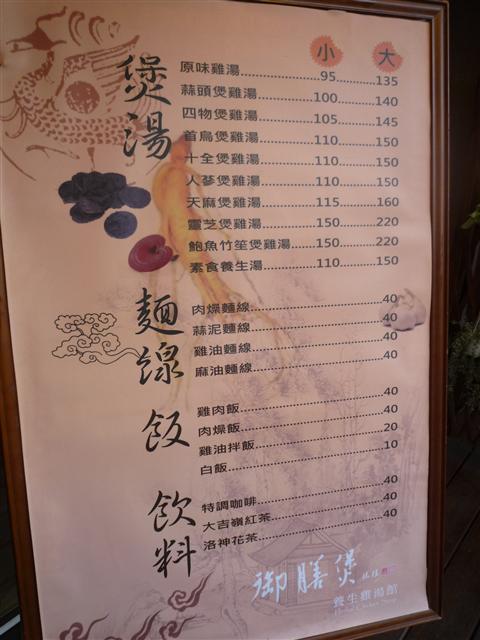 小 大
煲湯
原味雞湯 95 135
蒜頭煲雞湯 100 140
四物煲雞湯 105 145
首烏煲雞湯 110 150
十全煲雞湯 110 150
人蔘煲雞湯 110 150
天麻煲雞湯 115 160
靈芝煲雞湯 150 220
鮑魚竹笙煲雞湯 150 220
素食養生湯 110 150
麵線
肉燥麵線 40
蒜泥麵線 40
雞油麵線 40
麻油麵線 40
飯
雞肉飯 40
肉燥飯 40
雞油拌飯 20
白飯 10
飲料
特調咖啡 40
大吉嶺紅茶 40
洛神花茶 40
御膳煲
養生雞湯館